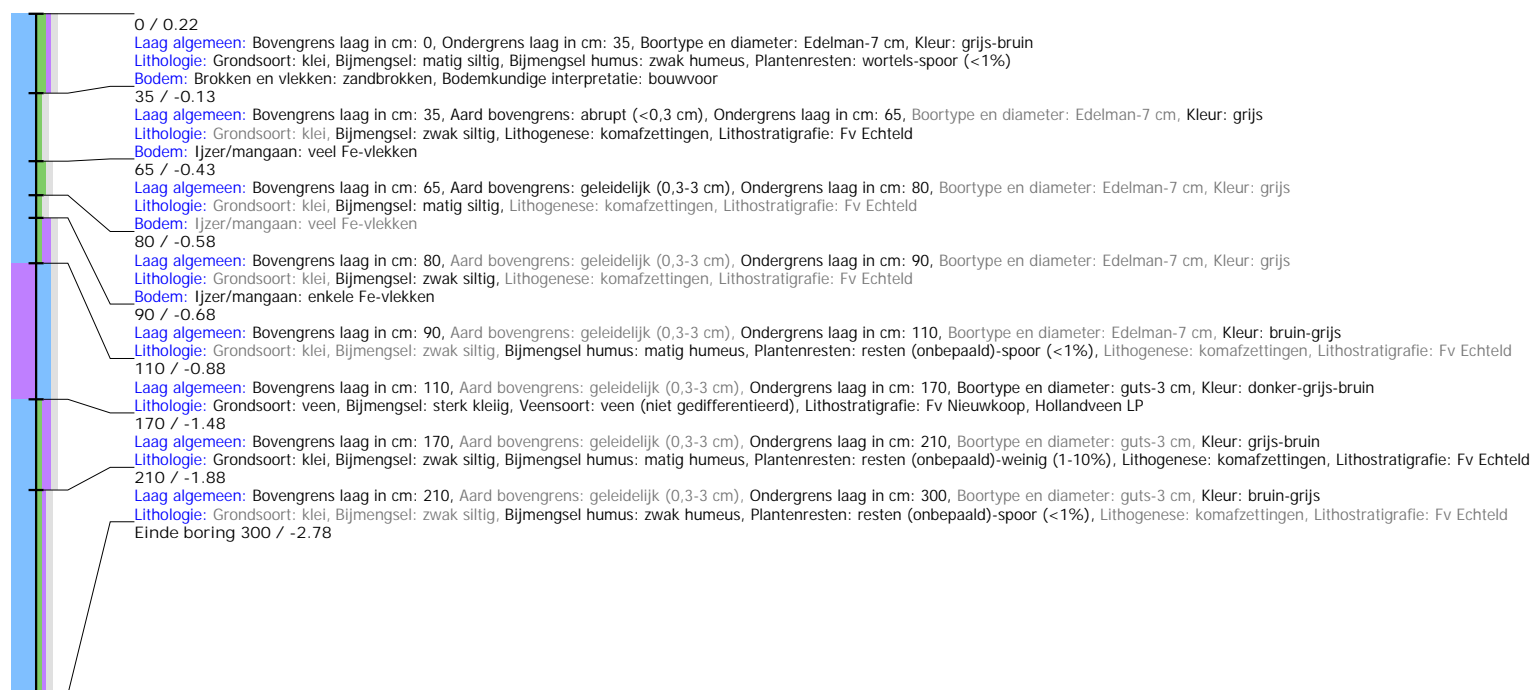 0 / 0.22
Laag algemeen: Bovengrens laag in cm: 0, Ondergrens laag in cm: 35, Boortype en diameter: Edelman-7 cm, Kleur: grijs-bruin
Lithologie: Grondsoort: klei, Bijmengsel: matig siltig, Bijmengsel humus: zwak humeus, Plantenresten: wortels-spoor (<1%)
Bodem: Brokken en vlekken: zandbrokken, Bodemkundige interpretatie: bouwvoor
35 / -0.13
Laag algemeen: Bovengrens laag in cm: 35, Aard bovengrens: abrupt (<0,3 cm), Ondergrens laag in cm: 65, Boortype en diameter: Edelman-7 cm, Kleur: grijs
Lithologie: Grondsoort: klei, Bijmengsel: zwak siltig, Lithogenese: komafzettingen, Lithostratigrafie: Fv Echteld
Bodem: Ijzer/mangaan: veel Fe-vlekken
65 / -0.43
Laag algemeen: Bovengrens laag in cm: 65, Aard bovengrens: geleidelijk (0,3-3 cm), Ondergrens laag in cm: 80, Boortype en diameter: Edelman-7 cm, Kleur: grijs
Lithologie: Grondsoort: klei, Bijmengsel: matig siltig, Lithogenese: komafzettingen, Lithostratigrafie: Fv Echteld
Bodem: Ijzer/mangaan: veel Fe-vlekken
80 / -0.58
Laag algemeen: Bovengrens laag in cm: 80, Aard bovengrens: geleidelijk (0,3-3 cm), Ondergrens laag in cm: 90, Boortype en diameter: Edelman-7 cm, Kleur: grijs
Lithologie: Grondsoort: klei, Bijmengsel: zwak siltig, Lithogenese: komafzettingen, Lithostratigrafie: Fv Echteld
Bodem: Ijzer/mangaan: enkele Fe-vlekken
90 / -0.68
Laag algemeen: Bovengrens laag in cm: 90, Aard bovengrens: geleidelijk (0,3-3 cm), Ondergrens laag in cm: 110, Boortype en diameter: Edelman-7 cm, Kleur: bruin-grijs
Lithologie: Grondsoort: klei, Bijmengsel: zwak siltig, Bijmengsel humus: matig humeus, Plantenresten: resten (onbepaald)-spoor (<1%), Lithogenese: komafzettingen, Lithostratigrafie: Fv Echteld
110 / -0.88
Laag algemeen: Bovengrens laag in cm: 110, Aard bovengrens: geleidelijk (0,3-3 cm), Ondergrens laag in cm: 170, Boortype en diameter: guts-3 cm, Kleur: donker-grijs-bruin
Lithologie: Grondsoort: veen, Bijmengsel: sterk kleiig, Veensoort: veen (niet gedifferentieerd), Lithostratigrafie: Fv Nieuwkoop, Hollandveen LP
170 / -1.48
Laag algemeen: Bovengrens laag in cm: 170, Aard bovengrens: geleidelijk (0,3-3 cm), Ondergrens laag in cm: 210, Boortype en diameter: guts-3 cm, Kleur: grijs-bruin
Lithologie: Grondsoort: klei, Bijmengsel: zwak siltig, Bijmengsel humus: matig humeus, Plantenresten: resten (onbepaald)-weinig (1-10%), Lithogenese: komafzettingen, Lithostratigrafie: Fv Echteld
210 / -1.88
Laag algemeen: Bovengrens laag in cm: 210, Aard bovengrens: geleidelijk (0,3-3 cm), Ondergrens laag in cm: 300, Boortype en diameter: guts-3 cm, Kleur: bruin-grijs
Lithologie: Grondsoort: klei, Bijmengsel: zwak siltig, Bijmengsel humus: zwak humeus, Plantenresten: resten (onbepaald)-spoor (<1%), Lithogenese: komafzettingen, Lithostratigrafie: Fv Echteld
Einde boring 300 / -2.78